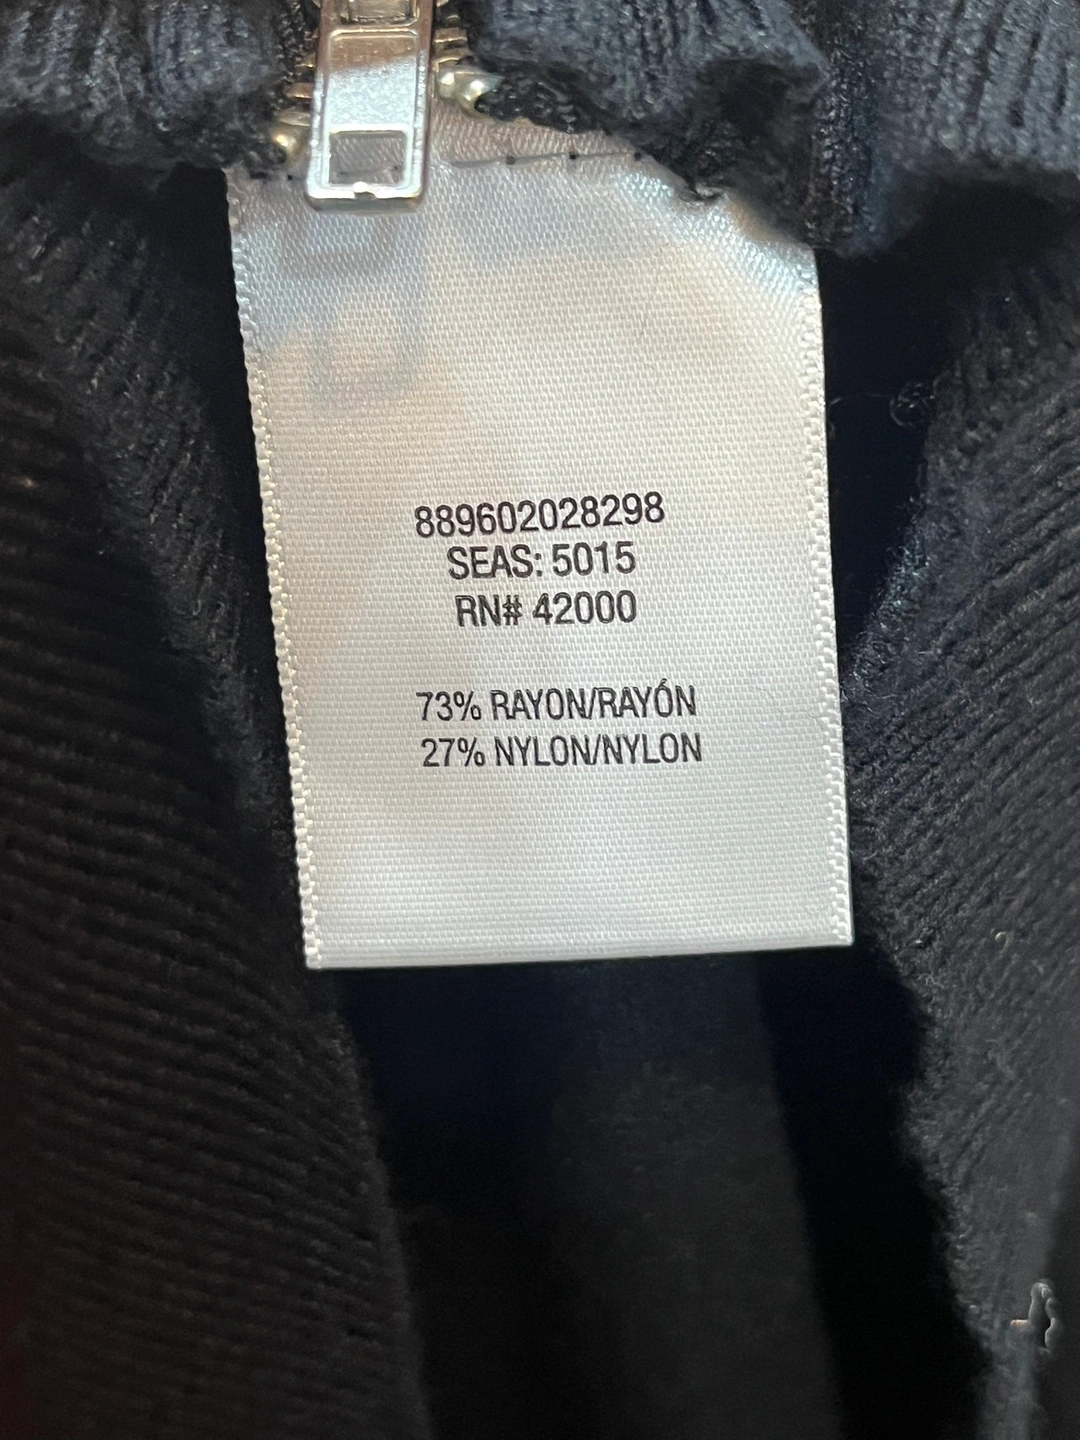 889602028298
SEAS: 5015
RN# 42000
73% RAYON/RAYÓN
27% NYLON/NYLON